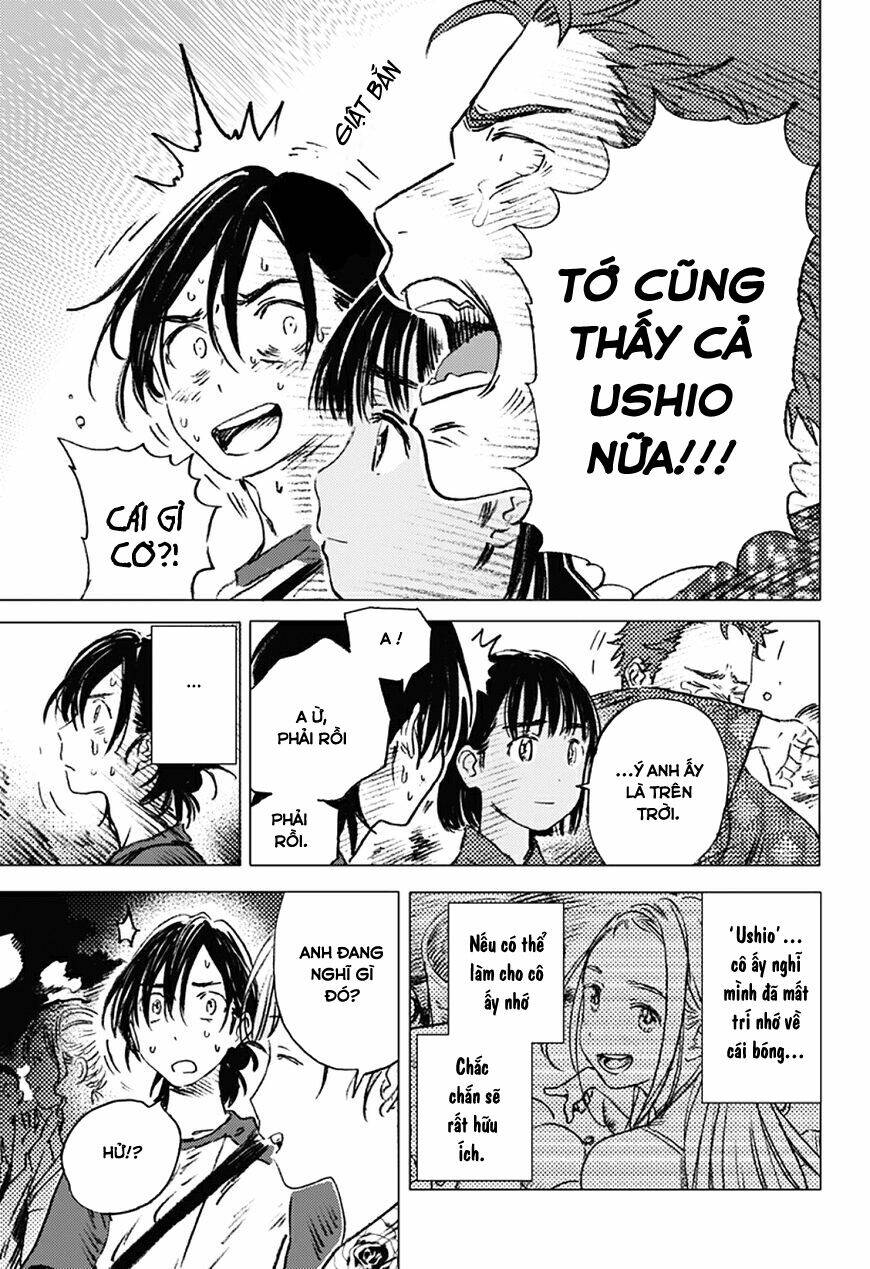 GIẬT BẮN
TỚ CŨNG
THẤY CẢ
USHIO
NỮA!!!
CÁI GÌ
CƠ?!
...Ý ANH ẤY
LÀ TRÊN
TRỜI.
A!
A Ừ,
PHẢI RỒI
PHẢI
RỒI.
...
'Ushio'...
cô ấy nghĩ
mình đã mất
trí nhớ về
cái bóng...
Nếu có thể
làm cho cô
ấy nhớ
Chắc
chắn sẽ
rất hữu
ích.
ANH ĐANG
NGHĨ GÌ
ĐÓ?
HỬ!?